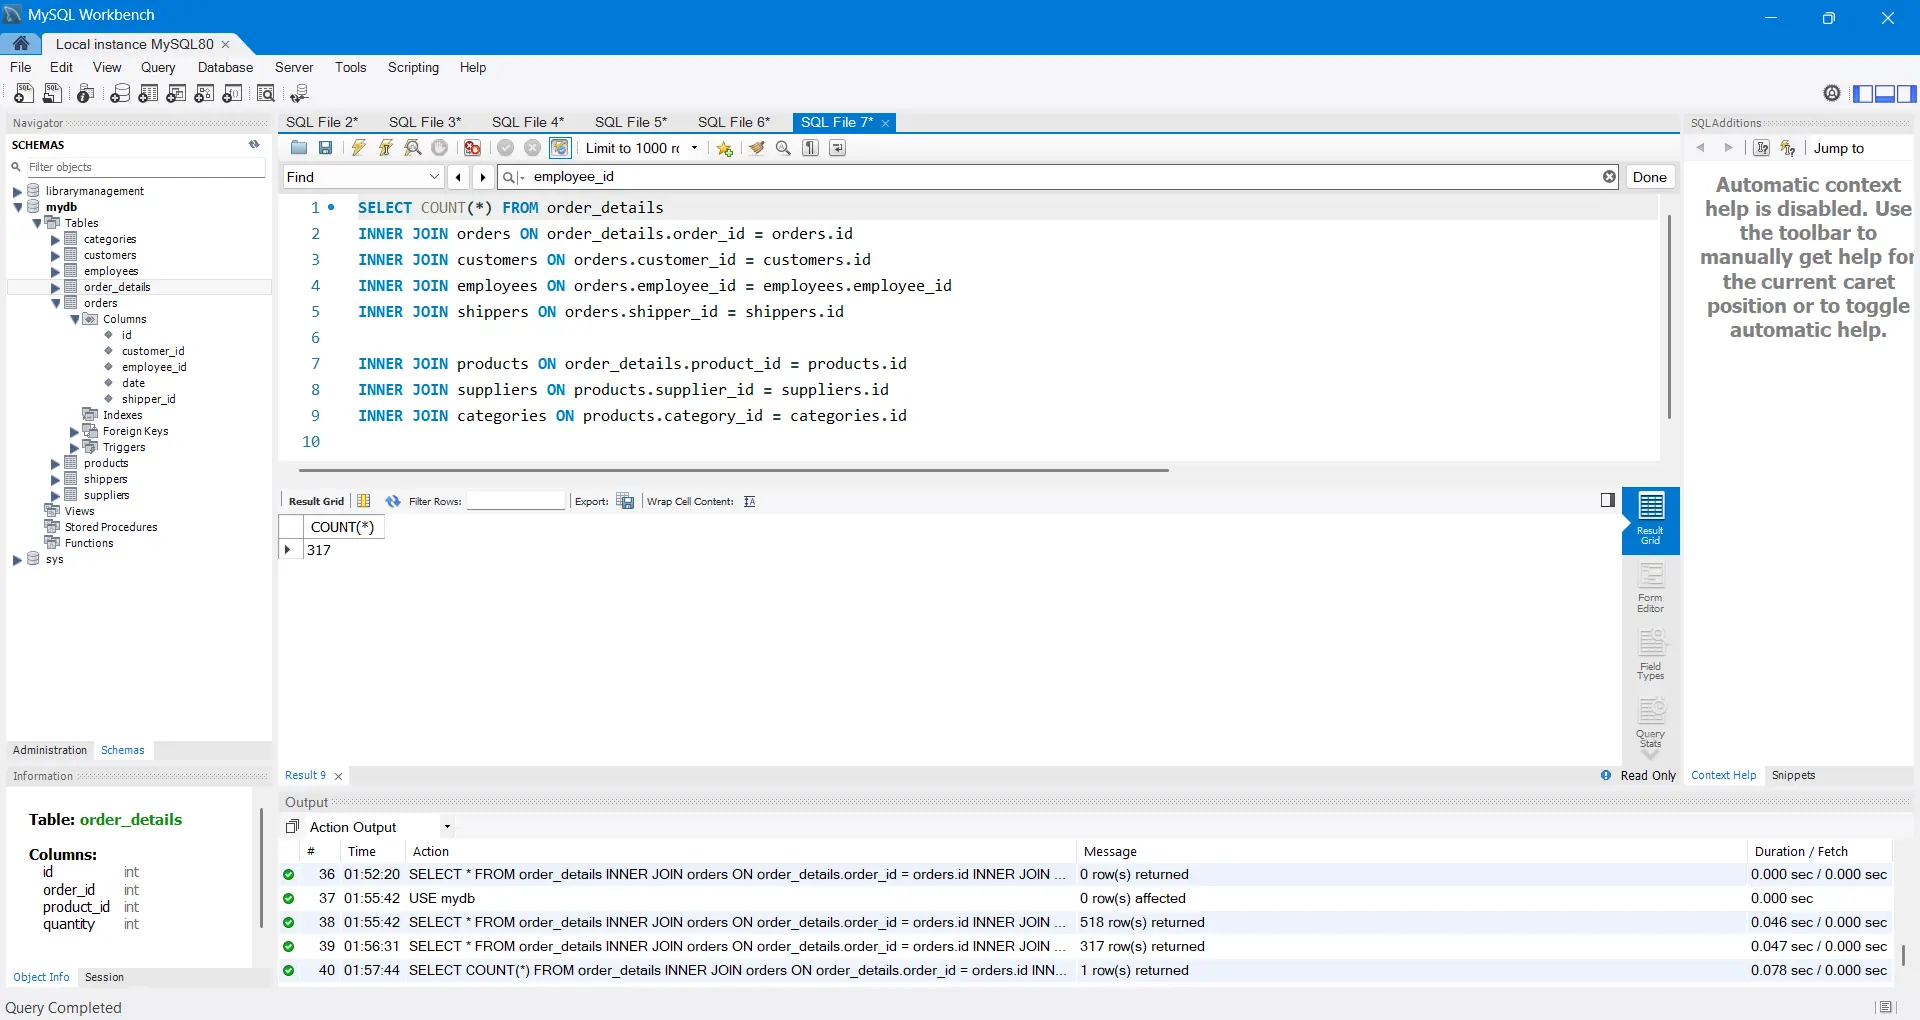 MySQL Workbench
Local instance MySQL80
File Edit View Query Database Server Tools Scripting Help
Navigator
SCHEMAS
Filter objects
librarymanagement
mydb
Tables
categories
customers
employees
order_details
orders
Columns
id
customer_id
employee_id
date
shipper_id
Indexes
Foreign Keys
Triggers
products
shippers
suppliers
Views
Stored Procedures
Functions
sys
Administration Schemas
Information
Table: order_details
Columns:
id int
order_id int
product_id int
quantity int
Object Info Session
Query Completed
SQL File 2* SQL File 3* SQL File 4* SQL File 5* SQL File 6* SQL File 7*
Limit to 1000 rc
Find employee_id Done
1 SELECT COUNT(*) FROM order_details
2 INNER JOIN orders ON order_details.order_id = orders.id
3 INNER JOIN customers ON orders.customer_id = customers.id
4 INNER JOIN employees ON orders.employee_id = employees.employee_id
5 INNER JOIN shippers ON orders.shipper_id = shippers.id
6
7 INNER JOIN products ON order_details.product_id = products.id
8 INNER JOIN suppliers ON products.supplier_id = suppliers.id
9 INNER JOIN categories ON products.category_id = categories.id
10
Result Grid Filter Rows: Export: Wrap Cell Content:
COUNT(*)
317
Result Grid
Form Editor
Field Types
Query Stats
Result 9
Read Only
SQLAdditions
Jump to
Automatic context
help is disabled. Use
the toolbar to
manually get help for
the current caret
position or to toggle
automatic help.
Context Help Snippets
Output
Action Output
# Time Action Message Duration / Fetch
36 01:52:20 SELECT * FROM order_details INNER JOIN orders ON order_details.order_id = orders.id INNER JOIN ... 0 row(s) returned 0.000 sec / 0.000 sec
37 01:55:42 USE mydb 0 row(s) affected 0.000 sec
38 01:55:42 SELECT * FROM order_details INNER JOIN orders ON order_details.order_id = orders.id INNER JOIN ... 518 row(s) returned 0.046 sec / 0.000 sec
39 01:56:31 SELECT * FROM order_details INNER JOIN orders ON order_details.order_id = orders.id INNER JOIN ... 317 row(s) returned 0.047 sec / 0.000 sec
40 01:57:44 SELECT COUNT(*) FROM order_details INNER JOIN orders ON order_details.order_id = orders.id INN... 1 row(s) returned 0.078 sec / 0.000 sec